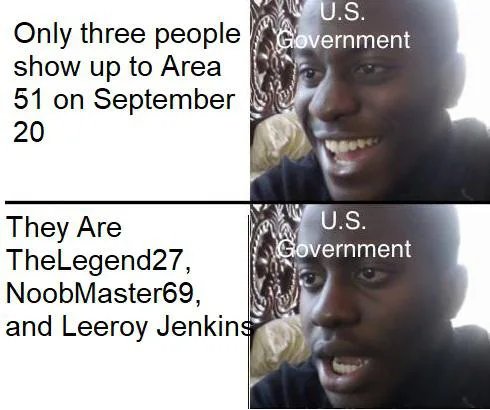 Only three people
show up to Area
51 on September
20
U.S.
Government
They Are
TheLegend27,
NoobMaster69,
and Leeroy Jenkins
U.S.
Government